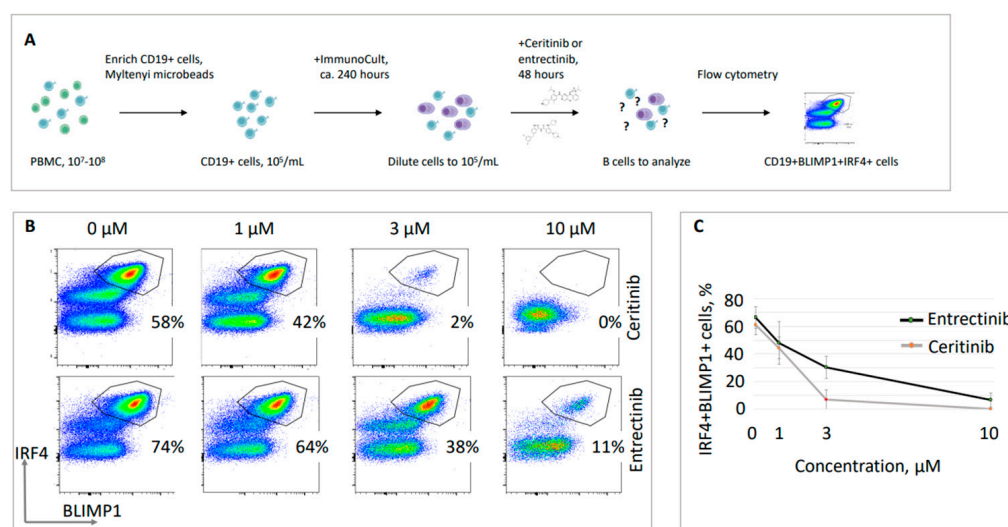 A
Enrich CD19+ cells,
Myltenyi microbeads
+ImmunoCult,
ca. 240 hours
+Ceritinib or
entrectinib,
48 hours
Flow cytometry
? ?
? ?
PBMC, 10⁷-10⁸
CD19+ cells, 10⁵/mL
Dilute cells to 10⁵/mL
B cells to analyze
CD19+BLIMP1+IRF4+ cells
B
0 µM
1 µM
3 µM
10 µM
58%
42%
2%
0%
Ceritinib
74%
64%
38%
11%
Entrectinib
IRF4
BLIMP1
C
IRF4+BLIMP1+ cells, %
80
60
40
20
0
Entrectinib
Ceritinib
0 1 3 10
Concentration, µM